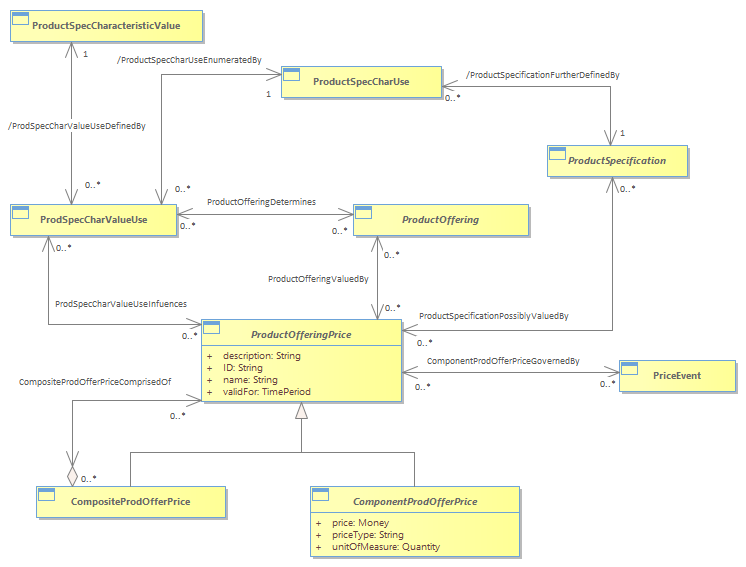 ProductSpecCharacteristicValue
1
/ProductSpecCharUseEnumeratedBy
ProductSpecCharUse
1
/ProductSpecificationFurtherDefinedBy
0..*
/ProdSpecCharValueUseDefinedBy
1
ProductSpecification
0..*
0..*
0..*
ProdSpecCharValueUse
ProductOfferingDetermines
0..*
0..*
ProductOffering
0..*
0..*
ProductOfferingValuedBy
ProdSpecCharValueUseInfuences
0..*
0..*
ProductSpecificationPossiblyValuedBy
0..*
ProductOfferingPrice
+ description: String
+ ID: String
+ name: String
+ validFor: TimePeriod
ComponentProdOfferPriceGovernedBy
0..*
0..*
PriceEvent
CompositeProdOfferPriceComprisedOf
0..*
0..*
CompositeProdOfferPrice
ComponentProdOfferPrice
+ price: Money
+ priceType: String
+ unitOfMeasure: Quantity